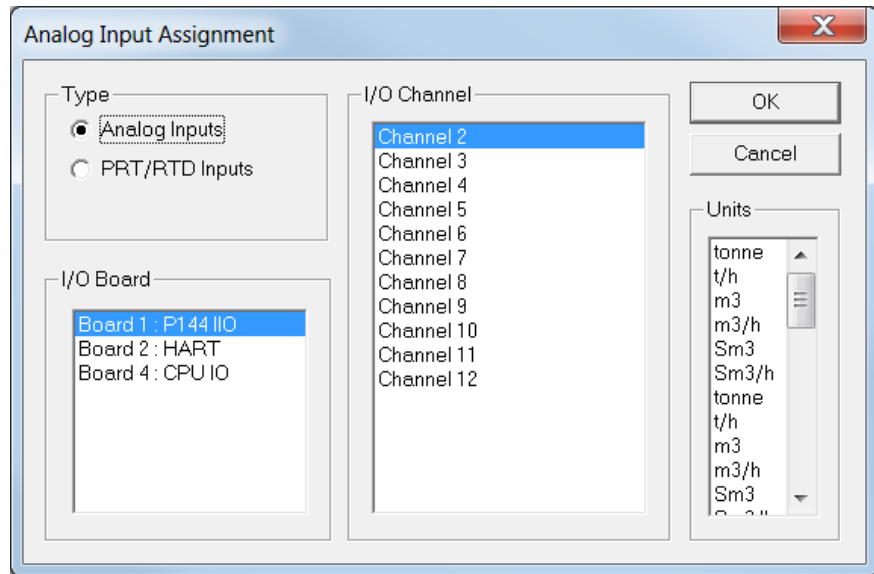 Analog Input Assignment
Type
Analog Inputs
PRT/RTD Inputs
I/O Board
Board 1 : P144 IIO
Board 2 : HART
Board 4 : CPU IO
I/O Channel
Channel 2
Channel 3
Channel 4
Channel 5
Channel 6
Channel 7
Channel 8
Channel 9
Channel 10
Channel 11
Channel 12
OK
Cancel
Units
tonne
t/h
m3
m3/h
Sm3
Sm3/h
tonne
t/h
m3
m3/h
Sm3